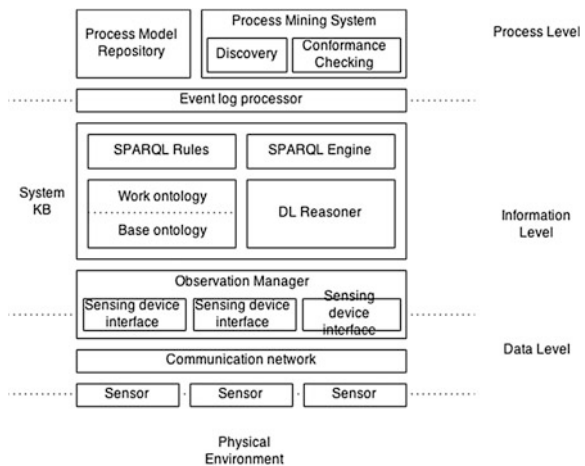 Process Model
Repository
Process Mining System
Discovery
Conformance
Checking
Process Level
Event log processor
SPARQL Rules
SPARQL Engine
System
KB
Work ontology
Base ontology
DL Reasoner
Information
Level
Observation Manager
Sensing device
interface
Sensing device
interface
Sensing
device
interface
Data Level
Communication network
Sensor
Sensor
Sensor
Physical
Environment